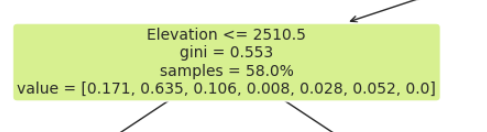 Elevation <= 2510.5
gini = 0.553
samples = 58.0%
value = [0.171, 0.635, 0.106, 0.008, 0.028, 0.052, 0.0]